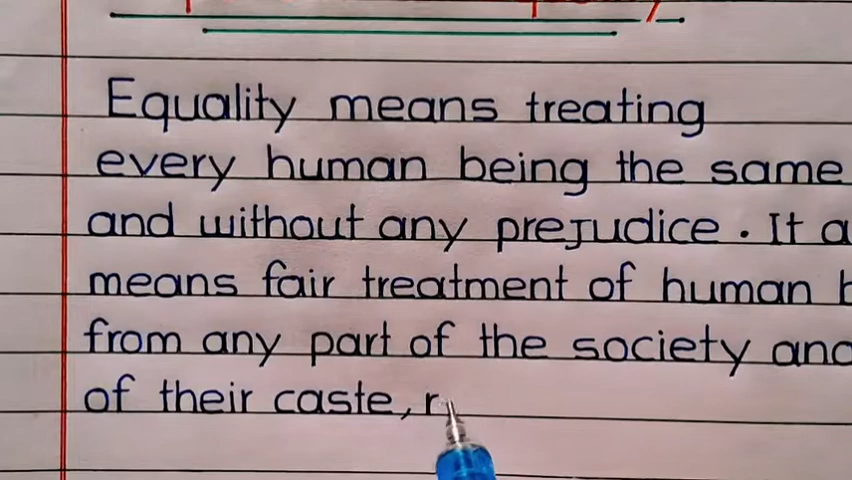 Equality means treating
every human being the same
and without any prejudice. It
means fair treatment of human
from any part of the society
of their caste,